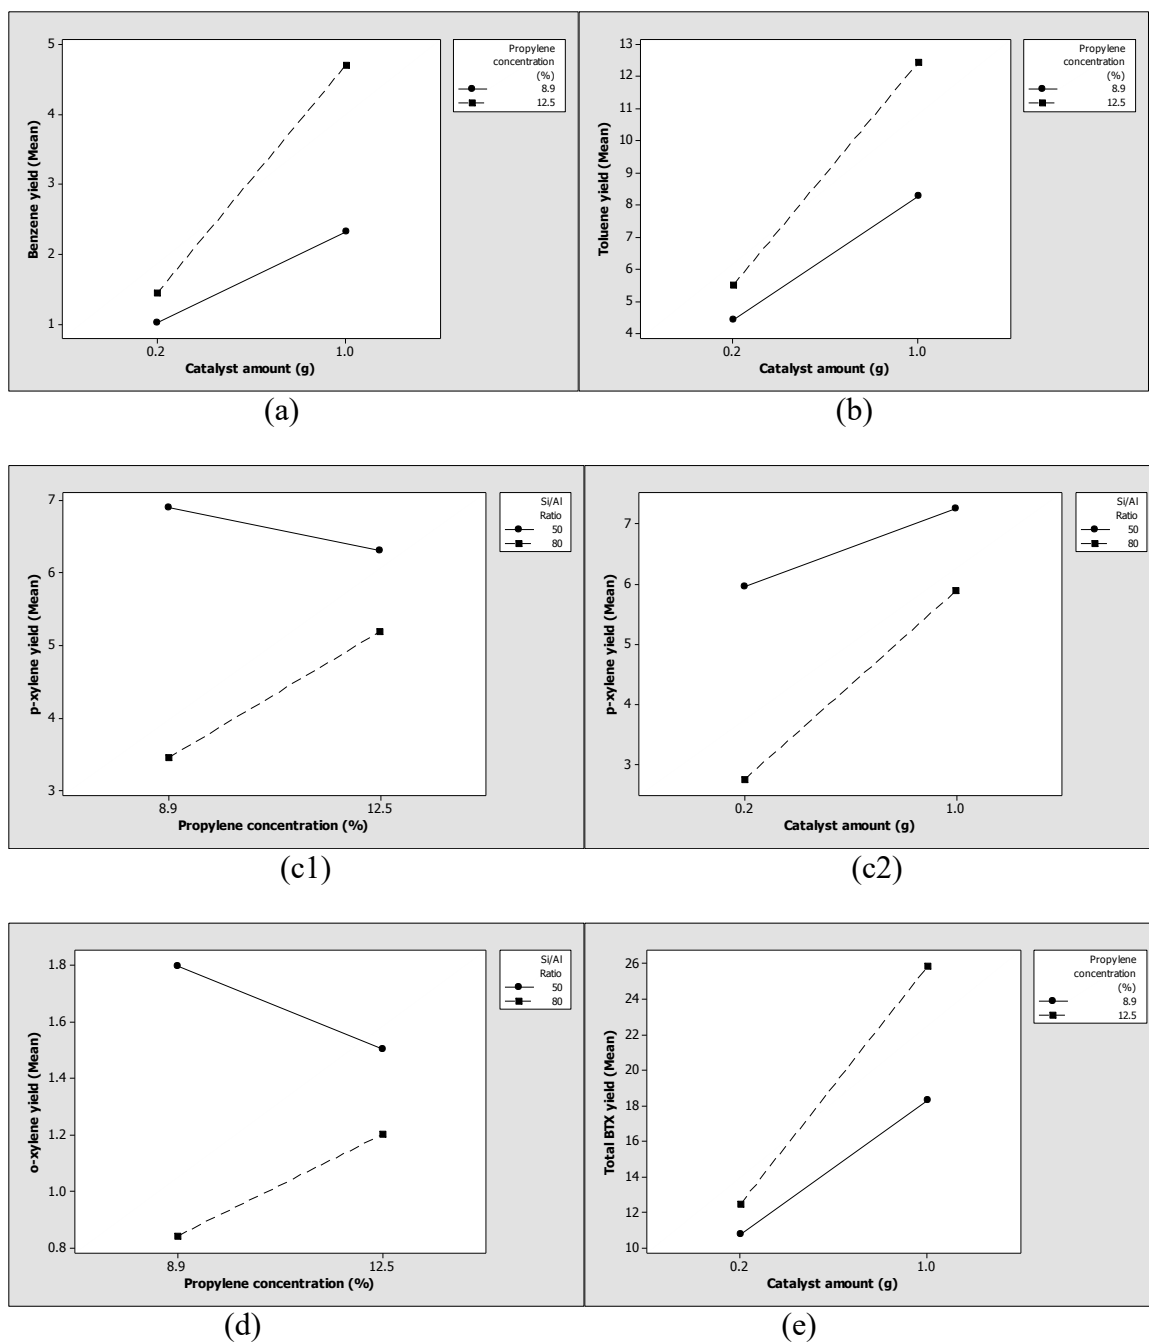 Benzene yield (Mean)
5
4
3
2
1
0.2
1.0
Catalyst amount (g)
Propylene
concentration
(%)
8.9
12.5
(a)
Toluene yield (Mean)
13
12
11
10
9
8
7
6
5
4
0.2
1.0
Catalyst amount (g)
Propylene
concentration
(%)
8.9
12.5
(b)
p-xylene yield (Mean)
7
6
5
4
3
8.9
12.5
Propylene concentration (%)
Si/Al
Ratio
50
80
(c1)
p-xylene yield (Mean)
7
6
5
4
3
0.2
1.0
Catalyst amount (g)
Si/Al
Ratio
50
80
(c2)
o-xylene yield (Mean)
1.8
1.6
1.4
1.2
1.0
0.8
8.9
12.5
Propylene concentration (%)
Si/Al
Ratio
50
80
(d)
Total BTX yield (Mean)
26
24
22
20
18
16
14
12
10
0.2
1.0
Catalyst amount (g)
Propylene
concentration
(%)
8.9
12.5
(e)